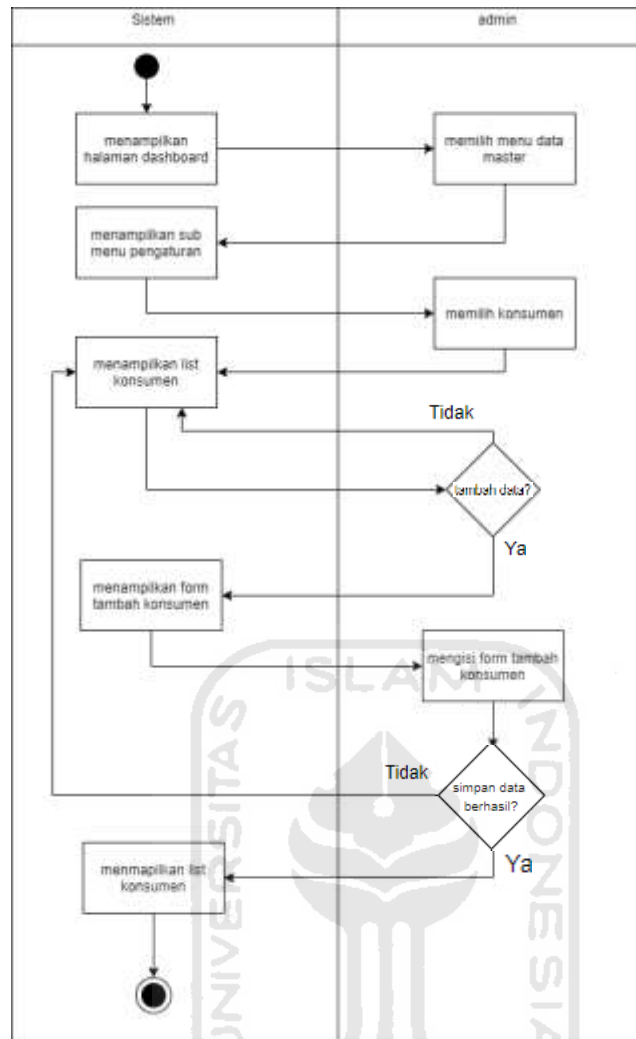 Sistem
admin
menampilkan
halaman dashboard
memilih menu data
master
menampilkan sub
menu pengaturan
memilih konsumen
menampilkan list
konsumen
Tidak
tambah data?
Ya
menampilkan form
tambah konsumen
mengisi form tambah
konsumen
Tidak
simpan data
berhasil?
Ya
menmapilkan list
konsumen
UNIVERSITAS
ISLAM
INDONESIA